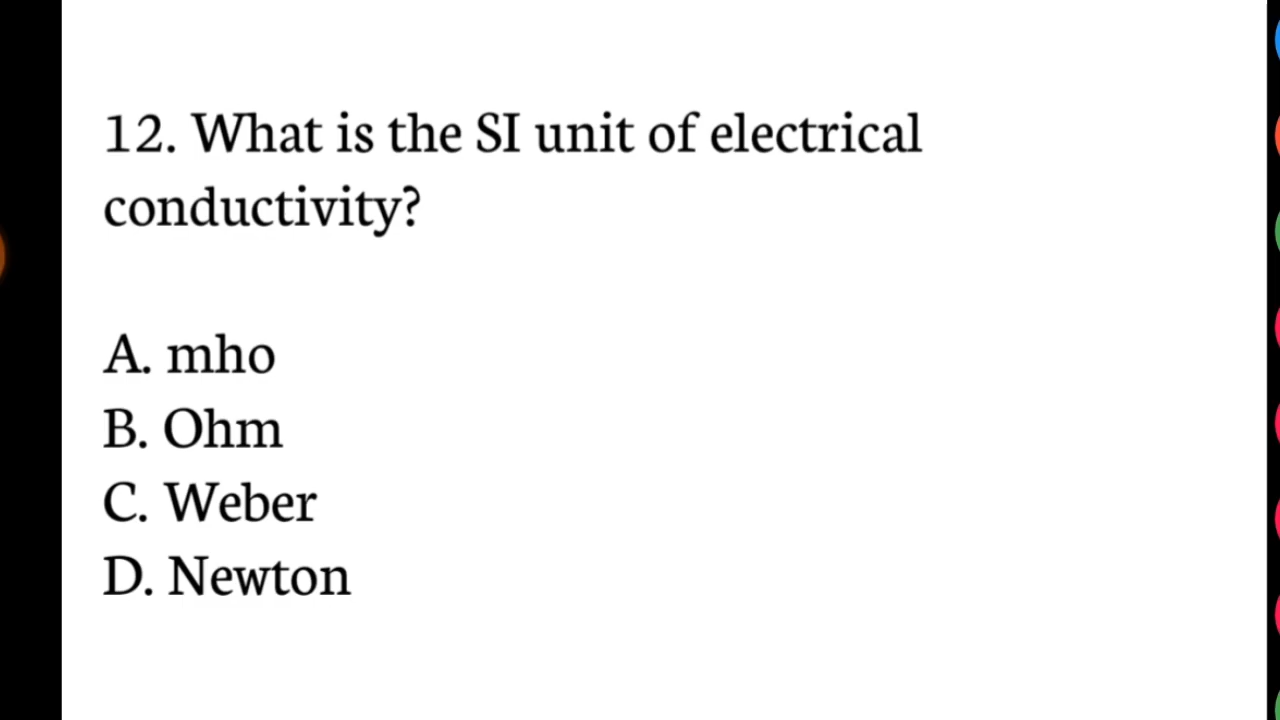 12. What is the SI unit of electrical
conductivity?
A. mho
B. Ohm
C. Weber
D. Newton